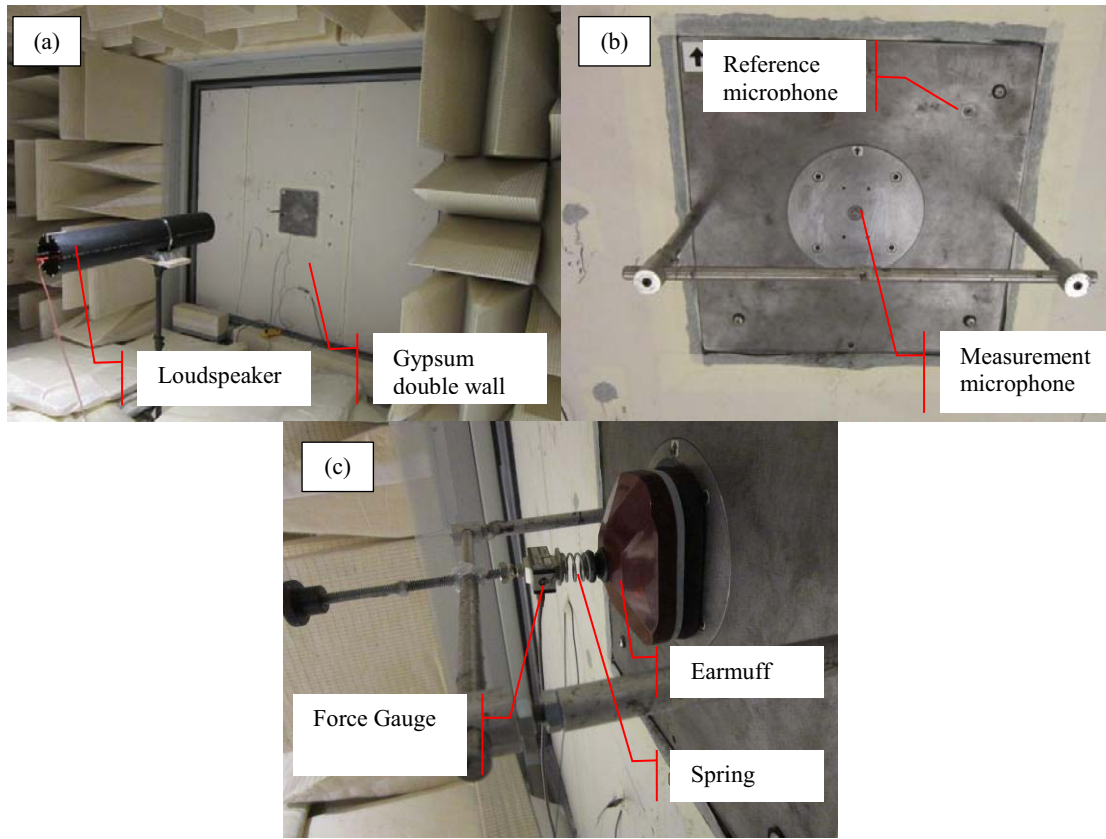 (a)
Loudspeaker
Gypsum
double wall
(b)
Reference
microphone
Measurement
microphone
(c)
Force Gauge
Earmuff
Spring